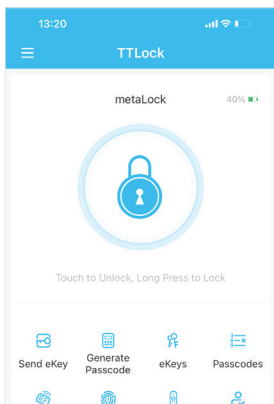 13:20
TTLock
metaLock 40%
Touch to Unlock, Long Press to Lock
Send eKey
Generate
Passcode
eKeys
Passcodes